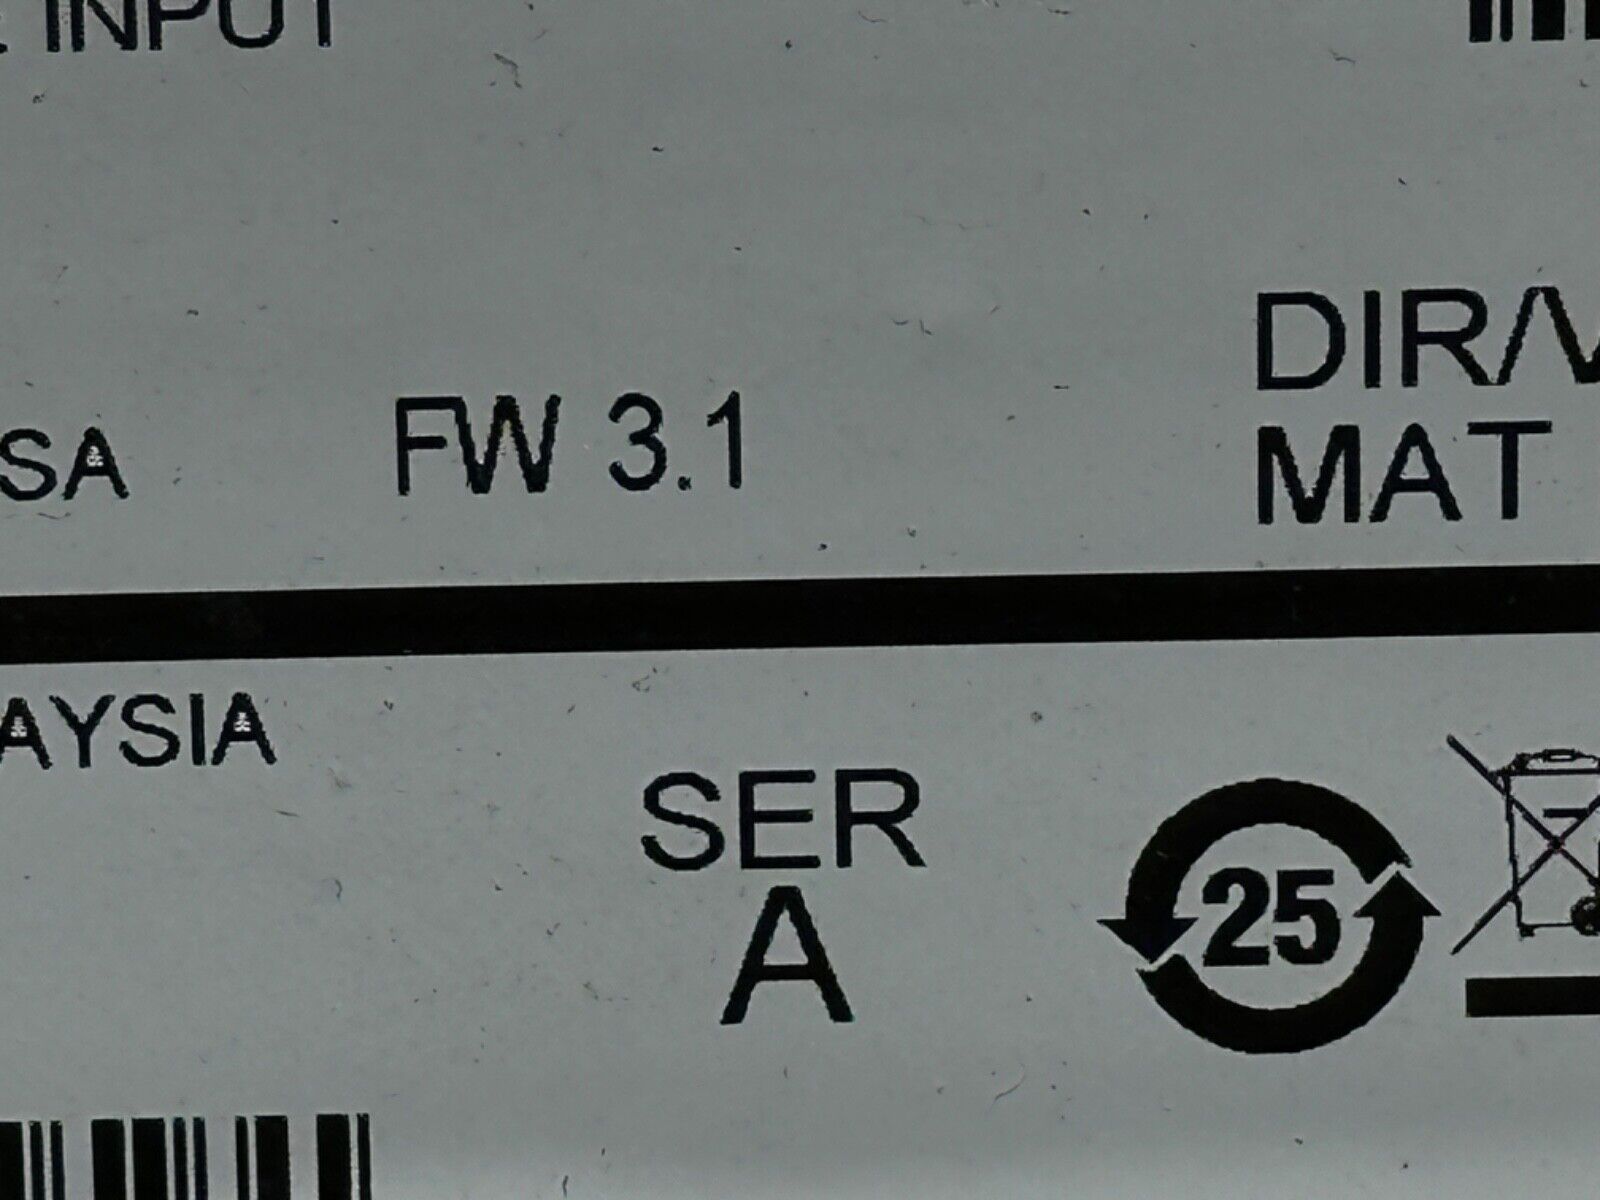 INPUT
DIR/V
SA
FW 3.1
MAT
AYSIA
SER
A
25